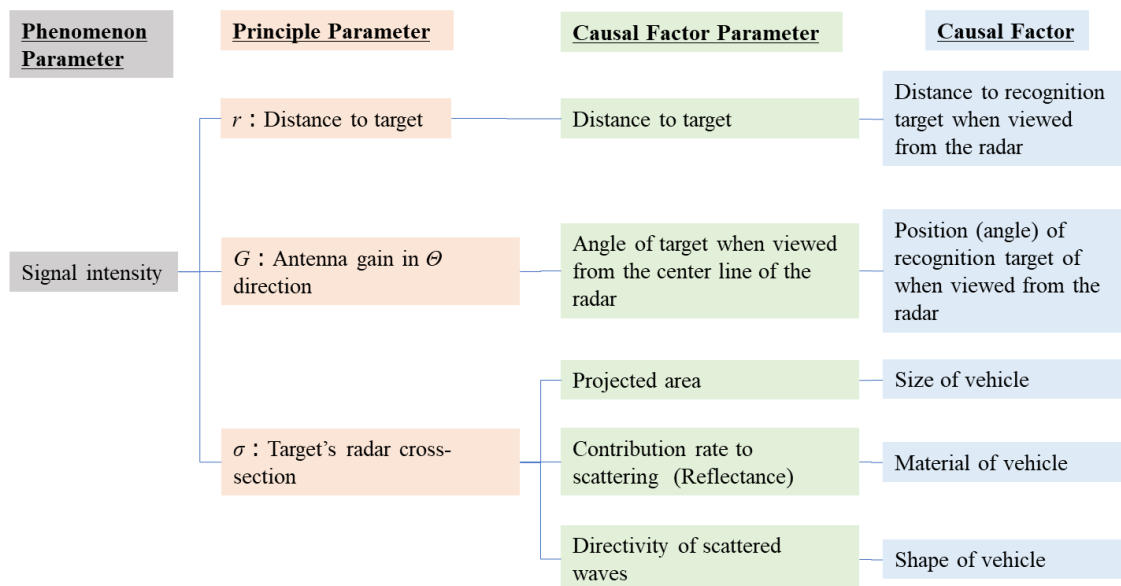 Phenomenon
Parameter
Principle Parameter
Causal Factor Parameter
Causal Factor
r：Distance to target
Distance to target
Distance to recognition
target when viewed
from the radar
Signal intensity
G：Antenna gain in Θ
direction
Angle of target when viewed
from the center line of the
radar
Position (angle) of
recognition target of
when viewed from the
radar
σ：Target’s radar cross-
section
Projected area
Size of vehicle
Contribution rate to
scattering (Reflectance)
Material of vehicle
Directivity of scattered
waves
Shape of vehicle